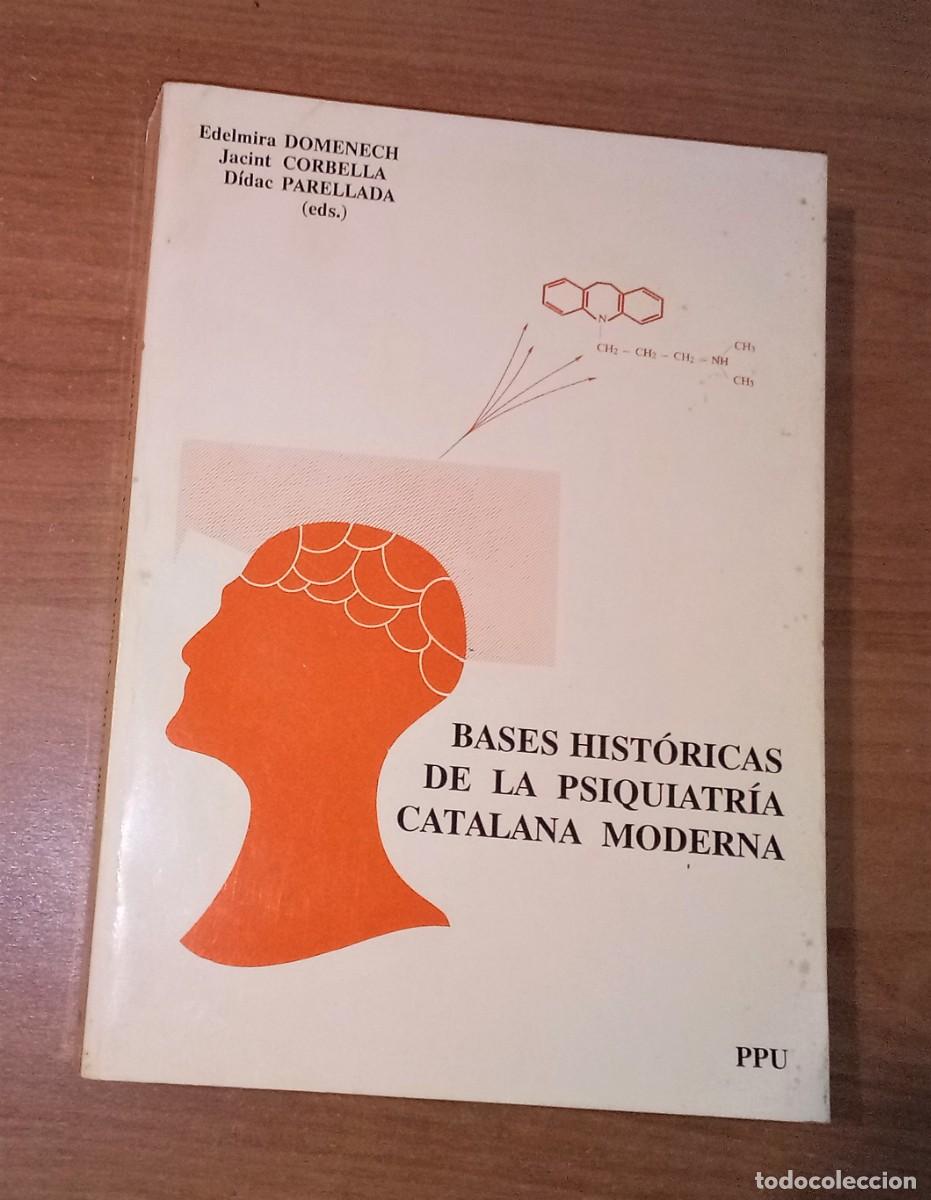 Edelmira DOMENECH
Jacint CORBELLA
Dídac PARELLADA
(eds.)
N
CH₂ – CH₂ – CH₂ – NH
CH₃
CH₃
BASES HISTÓRICAS
DE LA PSIQUIATRÍA
CATALANA MODERNA
PPU
todocoleccion